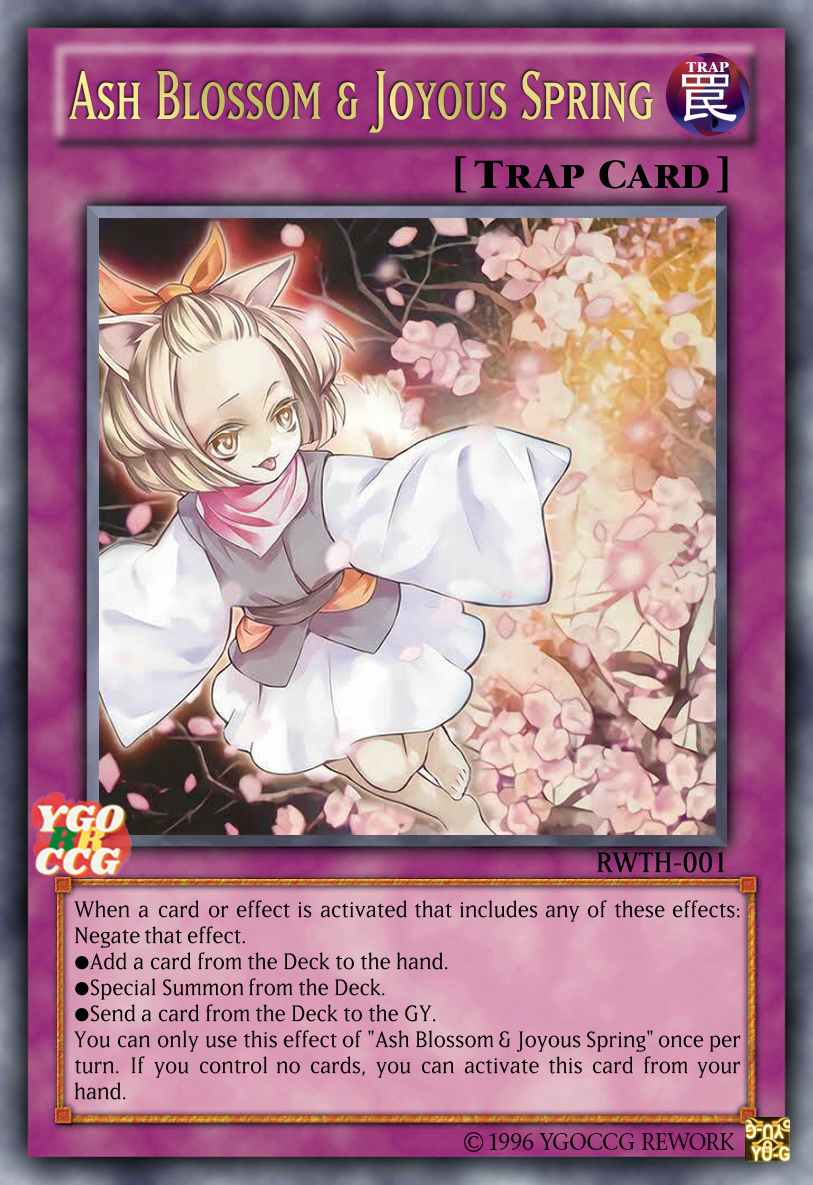 ASH BLOSSOM & JOYOUS SPRING
TRAP
罠
[TRAP CARD]
YGO
RR
CCG
RWTH-001
When a card or effect is activated that includes any of these effects:
Negate that effect.
●Add a card from the Deck to the hand.
●Special Summon from the Deck.
●Send a card from the Deck to the GY.
You can only use this effect of "Ash Blossom & Joyous Spring" once per
turn. If you control no cards, you can activate this card from your
hand.
© 1996 YGOCCG REWORK